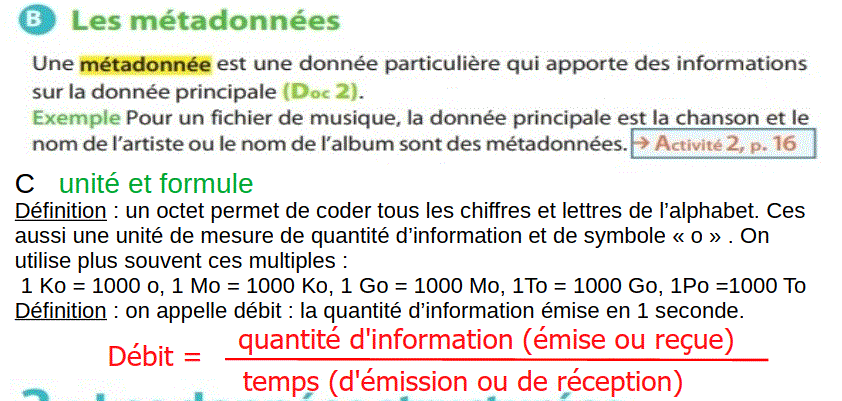 B Les métadonnées
Une métadonnée est une donnée particulière qui apporte des informations
sur la donnée principale (Doc 2).
Exemple Pour un fichier de musique, la donnée principale est la chanson et le
nom de l'artiste ou le nom de l'album sont des métadonnées. → Activité 2, p. 16
C unité et formule
Définition : un octet permet de coder tous les chiffres et lettres de l’alphabet. Ces
aussi une unité de mesure de quantité d’information et de symbole « o » . On
utilise plus souvent ces multiples :
1 Ko = 1000 o, 1 Mo = 1000 Ko, 1 Go = 1000 Mo, 1To = 1000 Go, 1Po =1000 To
Définition : on appelle débit : la quantité d’information émise en 1 seconde.
quantité d'information (émise ou reçue)
Débit =
temps (d'émission ou de réception)